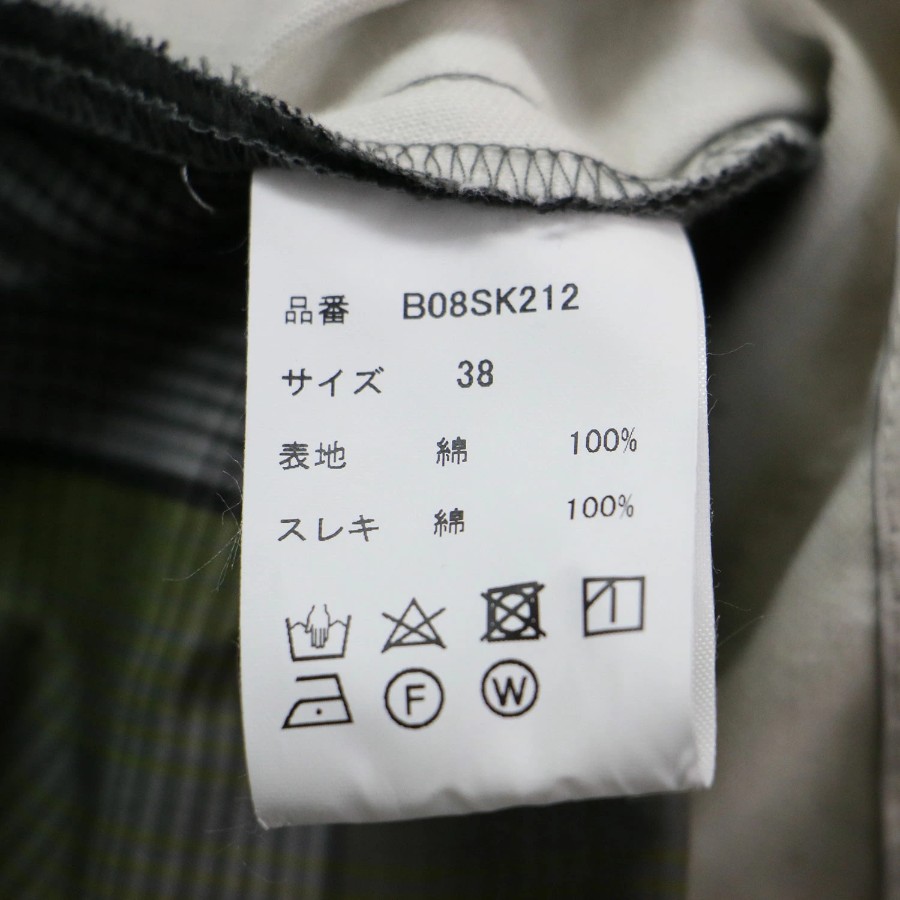 品番 B08SK212
サイズ 38
表地 綿 100%
スレキ 綿 100%
F W